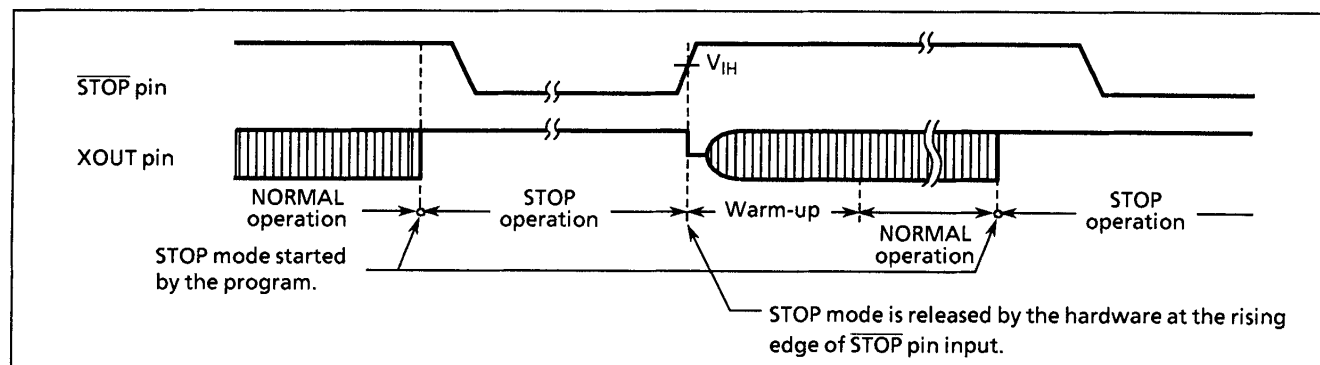 V_IH
STOP pin
XOUT pin
NORMAL operation
STOP operation
Warm-up
NORMAL operation
STOP operation
STOP mode started
by the program.
STOP mode is released by the hardware at the rising
edge of STOP pin input.